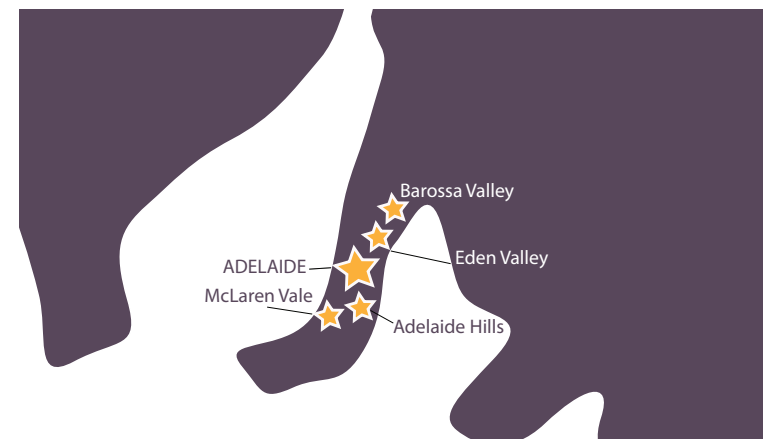 Barossa Valley
Eden Valley
ADELAIDE
McLaren Vale
Adelaide Hills